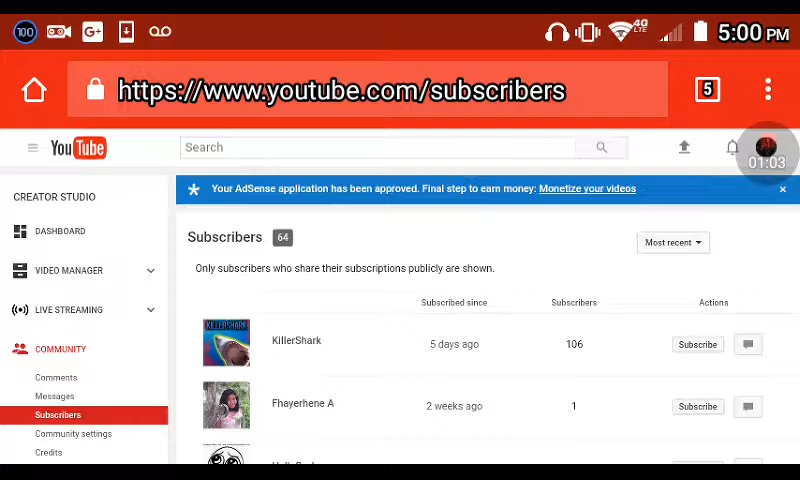 100
G+
4G
LTE
5:00 PM
https://www.youtube.com/subscribers
5
YouTube
Search
01:03
CREATOR STUDIO
Your AdSense application has been approved. Final step to earn money: Monetize your videos
×
DASHBOARD
VIDEO MANAGER
LIVE STREAMING
COMMUNITY
Comments
Messages
Subscribers
Community settings
Credits
Subscribers 64
Most recent
Only subscribers who share their subscriptions publicly are shown.
Subscribed since Subscribers Actions
KILLERSHARK
KillerShark 5 days ago 106 Subscribe
Fhayerhene A 2 weeks ago 1 Subscribe